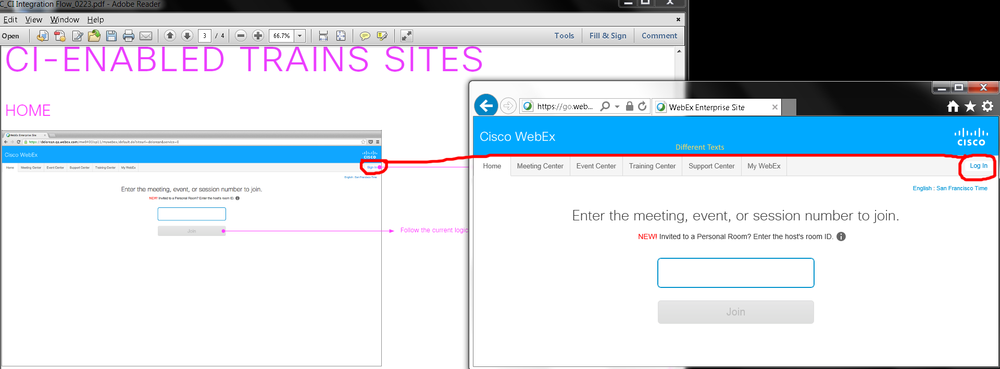 C_CI Integration Flow_0223.pdf - Adobe Reader
Edit View Window Help
Open 3 / 4 66.7% Tools Fill & Sign Comment
CI-ENABLED TRAINS SITES
HOME
WebEx Enterprise Site
https://delorean.qa.webex.com/mw0401lsp11/mywebex/default.do?siteurl=delorean&service=0
Cisco WebEx
CISCO
Home Meeting Center Event Center Support Center Training Center My WebEx Sign In
English : San Francisco Time
Enter the meeting, event, or session number to join.
NEW! Invited to a Personal Room? Enter the host's room ID.
Join
Follow the current logic
https://go.web... WebEx Enterprise Site
Cisco WebEx
CISCO
Different Texts
Home Meeting Center Event Center Training Center Support Center My WebEx Log In
English : San Francisco Time
Enter the meeting, event, or session number to join.
NEW! Invited to a Personal Room? Enter the host's room ID.
Join